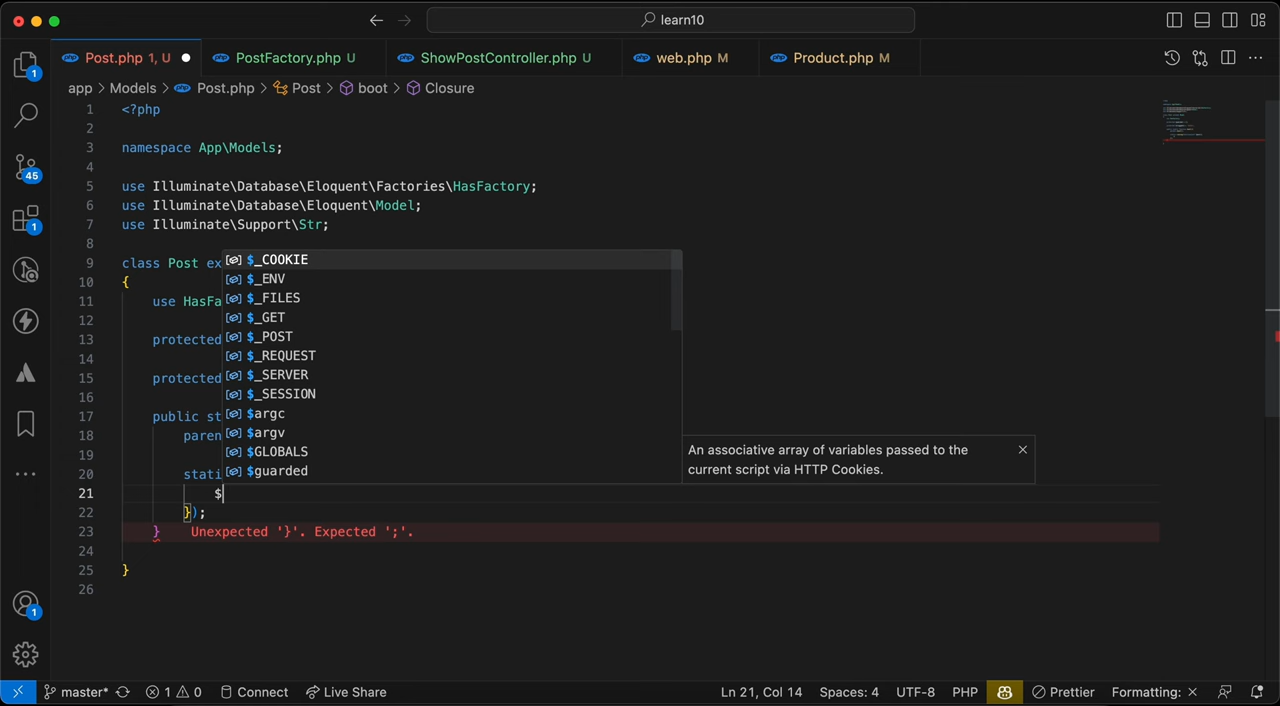 learn10
Post.php 1, U
PostFactory.php U
ShowPostController.php U
web.php M
Product.php M
app > Models > Post.php > Post > boot > Closure
1 <?php
2
3 namespace App\Models;
4
5 use Illuminate\Database\Eloquent\Factories\HasFactory;
6 use Illuminate\Database\Eloquent\Model;
7 use Illuminate\Support\Str;
8
9 class Post ex
$_COOKIE
10 {
$_ENV
11 use HasFa
$_FILES
12
$_GET
13 protected
$_POST
14
$_REQUEST
15 protected
$_SERVER
16
$_SESSION
17 public st
$argc
18 paren
$argv
19
$GLOBALS
20 stati
$guarded
An associative array of variables passed to the
current script via HTTP Cookies.
21 $
22 });
23 } Unexpected '}'. Expected ';'.
24
25 }
26
1
45
1
1
master* 1 0 Connect Live Share Ln 21, Col 14 Spaces: 4 UTF-8 PHP Prettier Formatting: ×